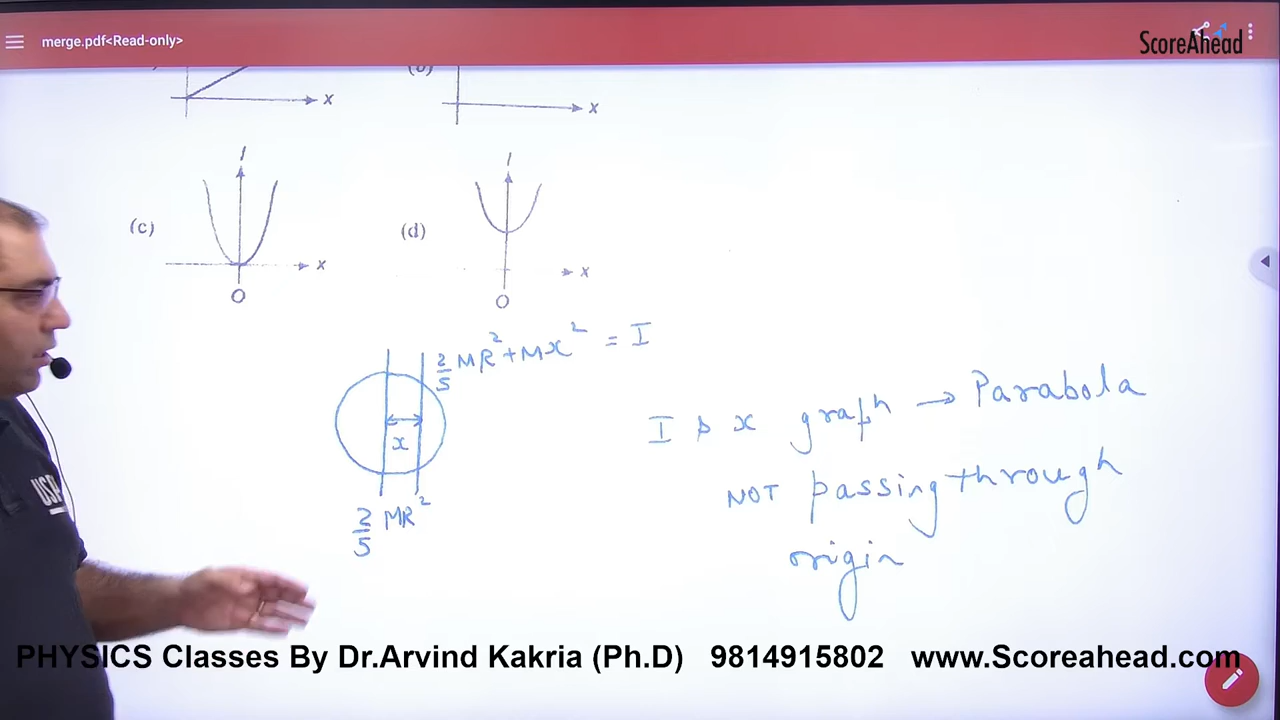 merge.pdf<Read-only>
ScoreAhead
(b)
x
x
I
I
(c)
(d)
x
x
O
O
2/5 MR² + Mx² = I
x
2/5 MR²
I & x graph → Parabola
NOT passing through
origin
PHYSICS Classes By Dr.Arvind Kakria (Ph.D) 9814915802 www.Scoreahead.com